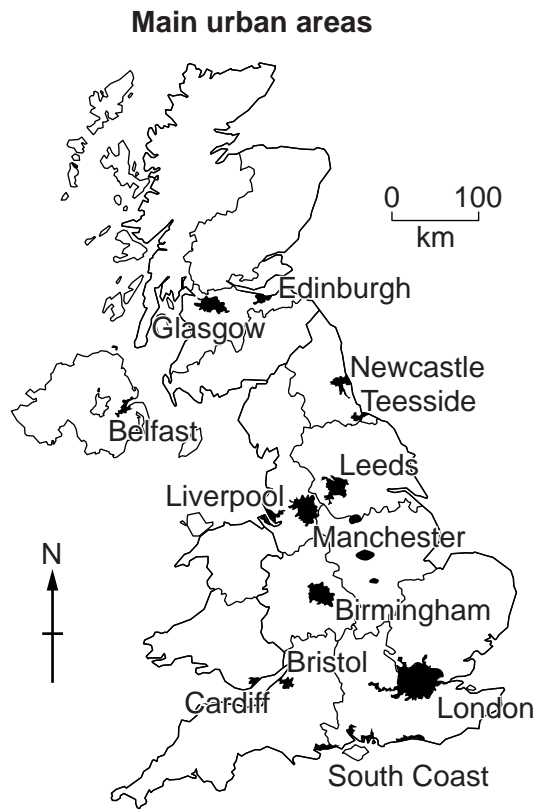 Main urban areas
0 100
km
Edinburgh
Glasgow
Newcastle
Teesside
Belfast
Leeds
Liverpool
Manchester
N
Birmingham
Bristol
Cardiff
London
South Coast